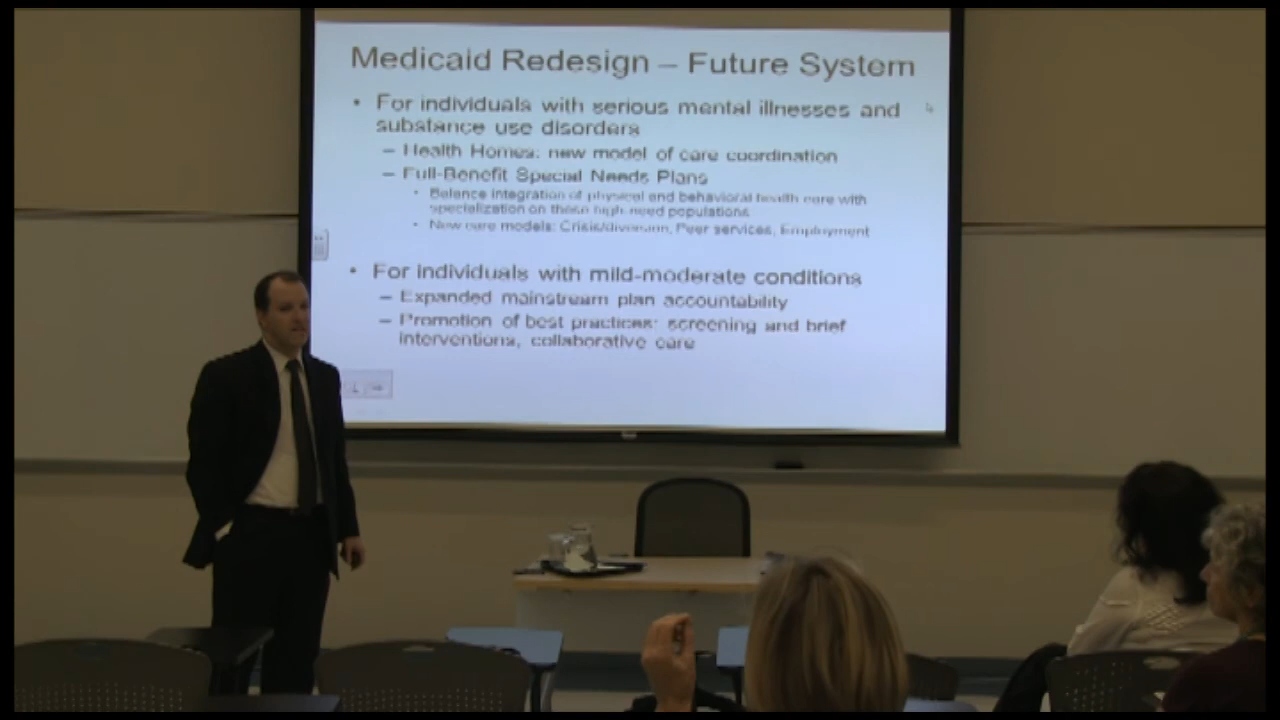 Medicaid Redesign – Future System
• For individuals with serious mental illnesses and
substance use disorders
– Health Homes: new model of care coordination
– Full-Benefit Special Needs Plans
• Balance integration of physical and behavioral health care with
specialization on these high-need populations
• New care models: Crisis/diversion, Peer services, Employment
• For individuals with mild-moderate conditions
– Expanded mainstream plan accountability
– Promotion of best practices: screening and brief
interventions, collaborative care